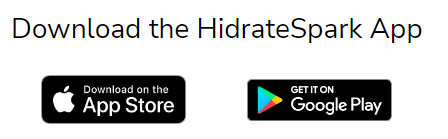 Download the HidrateSpark App
Download on the
App Store
GET IT ON
Google Play